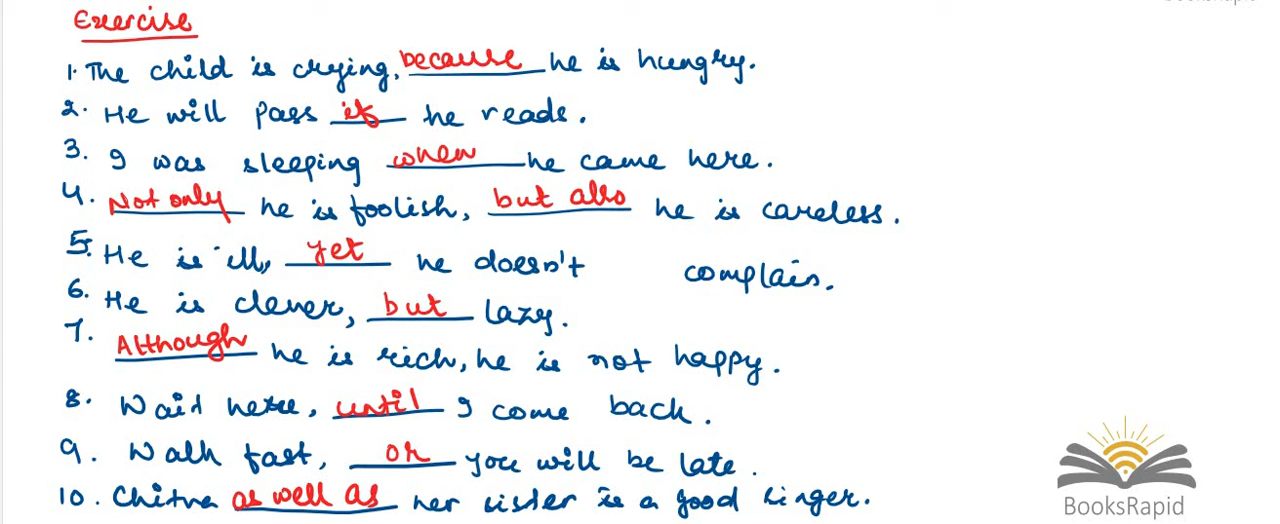 Exercise
1. The child is crying, because he is hungry.
2. He will pass if he reads.
3. I was sleeping when he came here.
4. Not only he is foolish, but also he is careless.
5. He is ill, yet he doesn't complain.
6. He is clever, but lazy.
7. Although he is rich, he is not happy.
8. Wait here, until I come back.
9. Walk fast, or you will be late.
10. Chitra as well as her sister is a good singer.
BooksRapid